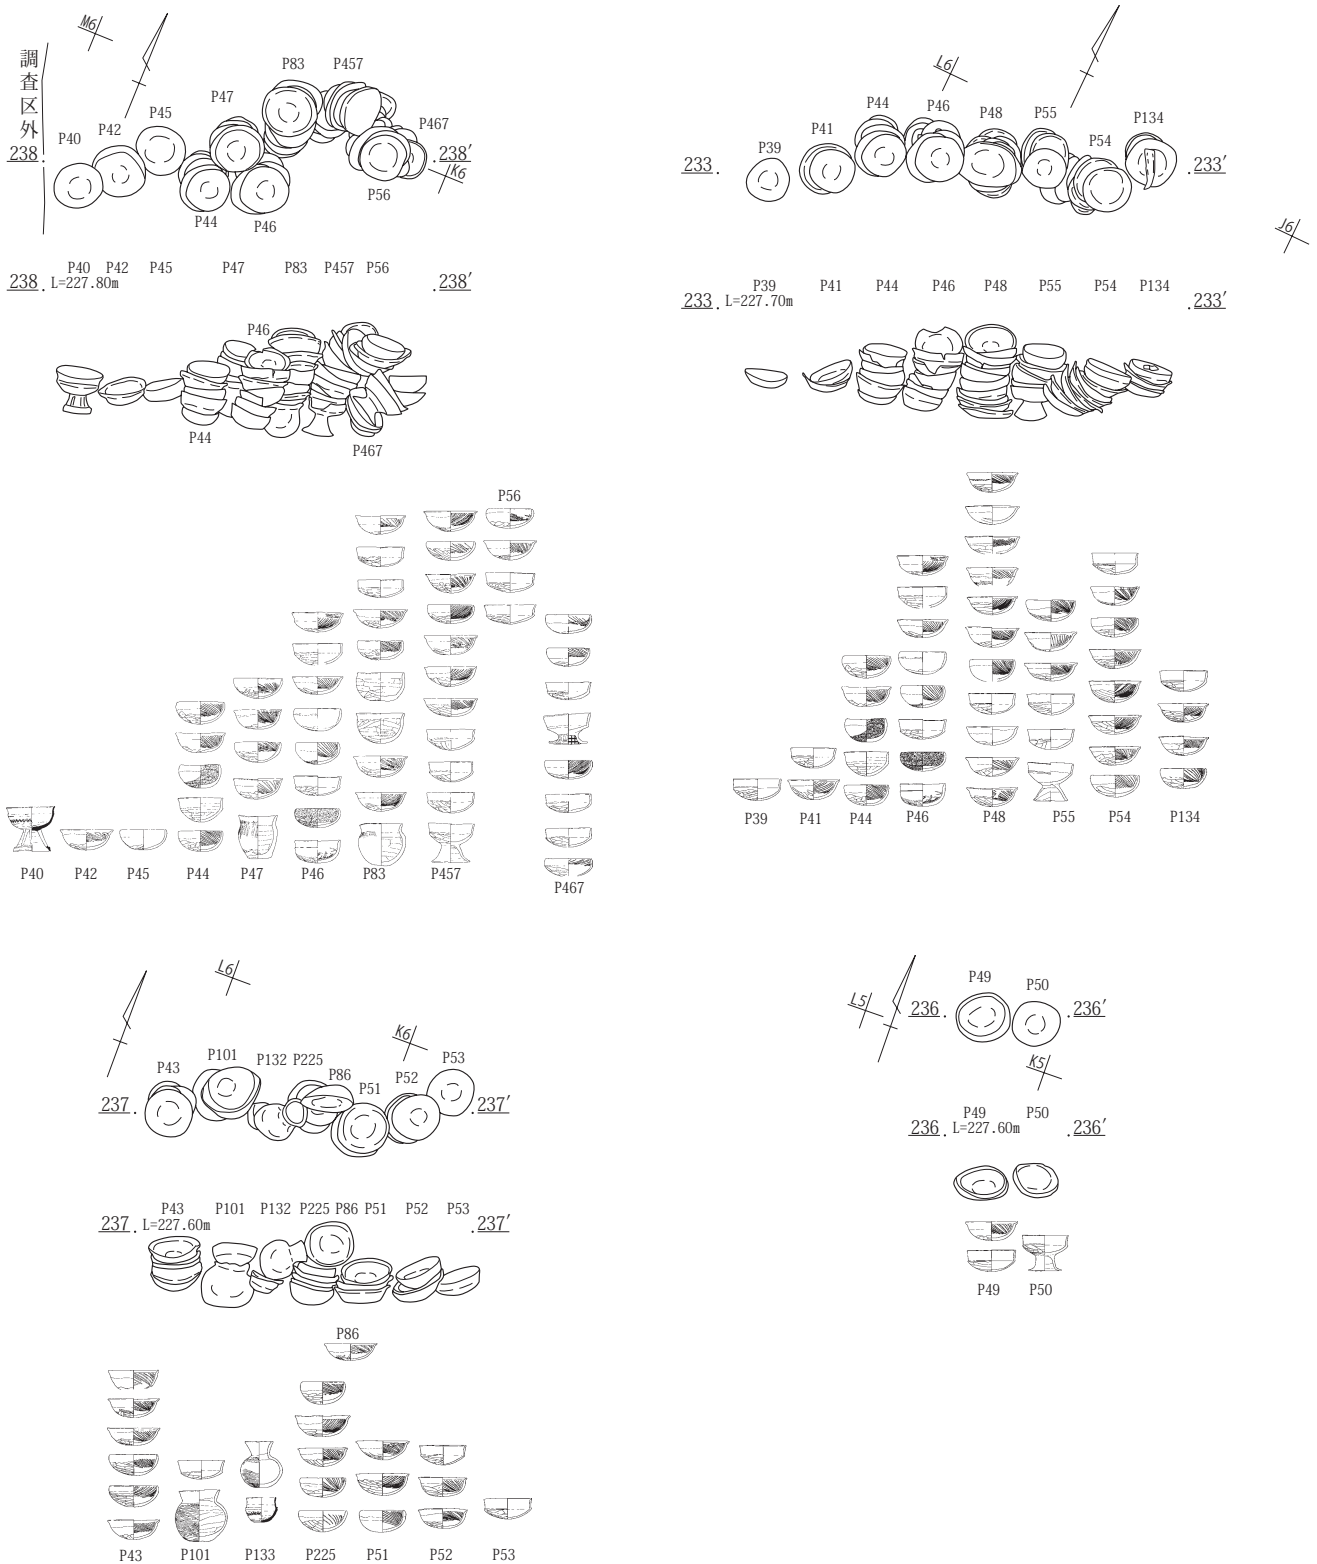 M6
調査区外
P83 P457
P47
P45
P42
P40
P467
238. .238′
K6
P56
P44 P46
P40 P42 P45 P47 P83 P457 P56
238. L=227.80m .238′
P46
P44
P467
P56
P40 P42 P45 P44 P47 P46 P83 P457
P467
L6
P44 P46 P48 P55 P134
P41
P39
P54
233. .233′
J6
P39 P41 P44 P46 P48 P55 P54 P134
233. L=227.70m .233′
P39 P41 P44 P46 P48 P55 P54 P134
L6
K6
P43 P101 P132 P225 P53
P86
P51 P52
237. .237′
P43 P101 P132 P225 P86 P51 P52 P53
237. L=227.60m .237′
P86
P43 P101 P133 P225 P51 P52 P53
L5
P49 P50
236. .236′
K5
P49 P50
236. L=227.60m .236′
P49 P50